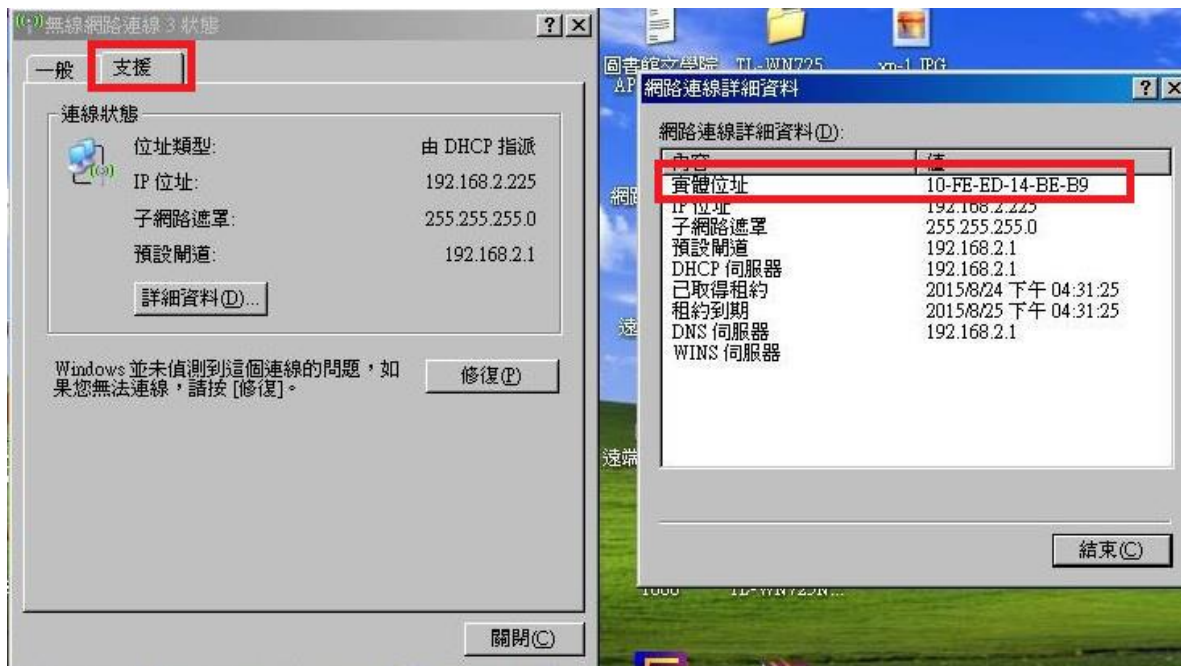 無線網路連線 3 狀態
一般
支援
連線狀態
位址類型: 由 DHCP 指派
IP 位址: 192.168.2.225
子網路遮罩: 255.255.255.0
預設閘道: 192.168.2.1
詳細資料(D)...
Windows 並未偵測到這個連線的問題，如
果您無法連線，請按 [修復]。
修復(P)
關閉(C)
圖書館文學院 TL-WN725 xp-1.JPG
AP
網路連線詳細資料
網路連線詳細資料(D):
內容 值
實體位址 10-FE-ED-14-BE-B9
IP 位址 192.168.2.225
子網路遮罩 255.255.255.0
預設閘道 192.168.2.1
DHCP 伺服器 192.168.2.1
已取得租約 2015/8/24 下午 04:31:25
租約到期 2015/8/25 下午 04:31:25
DNS 伺服器 192.168.2.1
WINS 伺服器
結束(C)
網
遠
遠端
TL-WN725N...